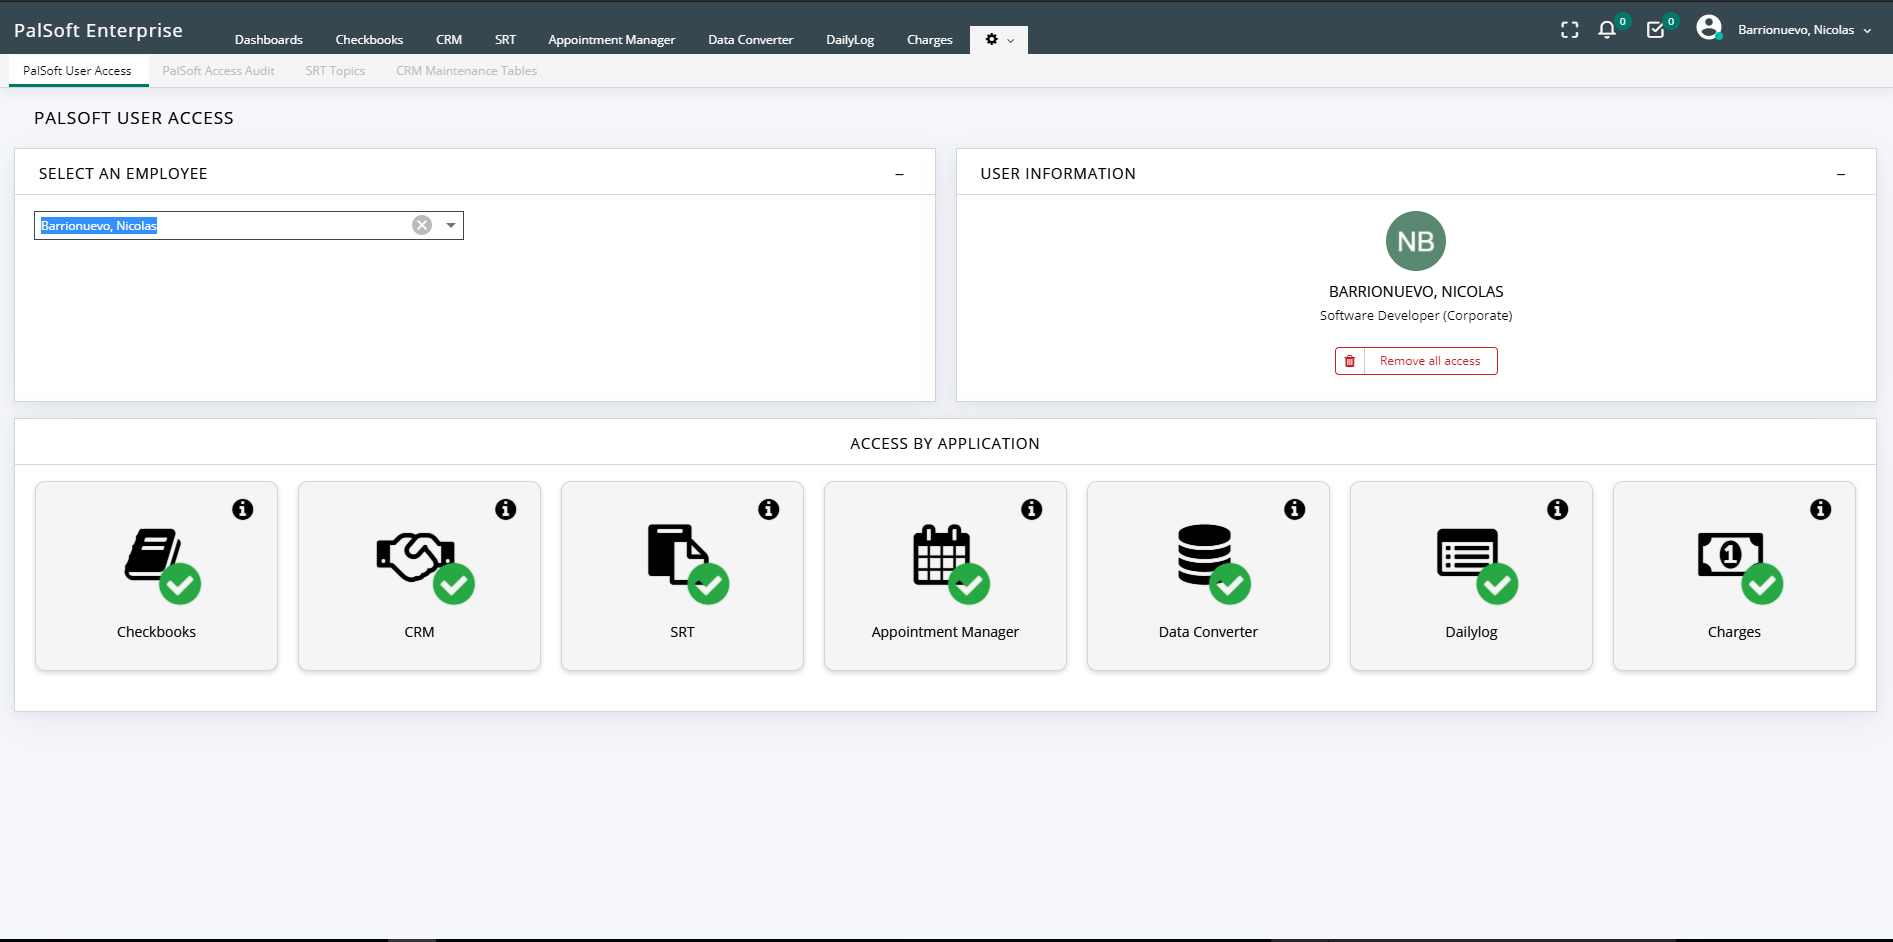 PalSoft Enterprise
Dashboards
Checkbooks
CRM
SRT
Appointment Manager
Data Converter
DailyLog
Charges
0
0
Barrionuevo, Nicolas
PalSoft User Access
PalSoft Access Audit
SRT Topics
CRM Maintenance Tables
PALSOFT USER ACCESS
SELECT AN EMPLOYEE
Barrionuevo, Nicolas
USER INFORMATION
NB
BARRIONUEVO, NICOLAS
Software Developer (Corporate)
Remove all access
ACCESS BY APPLICATION
Checkbooks
CRM
SRT
Appointment Manager
Data Converter
Dailylog
1
Charges